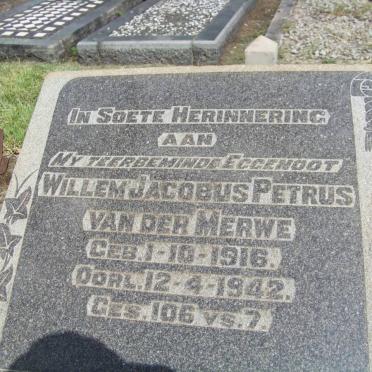 In Soete Herinnering
aan
My teerbeminde Eggenoot
Willem Jacobus Petrus
van der Merwe
Geb. 1-10-1916.
Oorl. 12-4-1942.
Ges. 106 vs. 7.